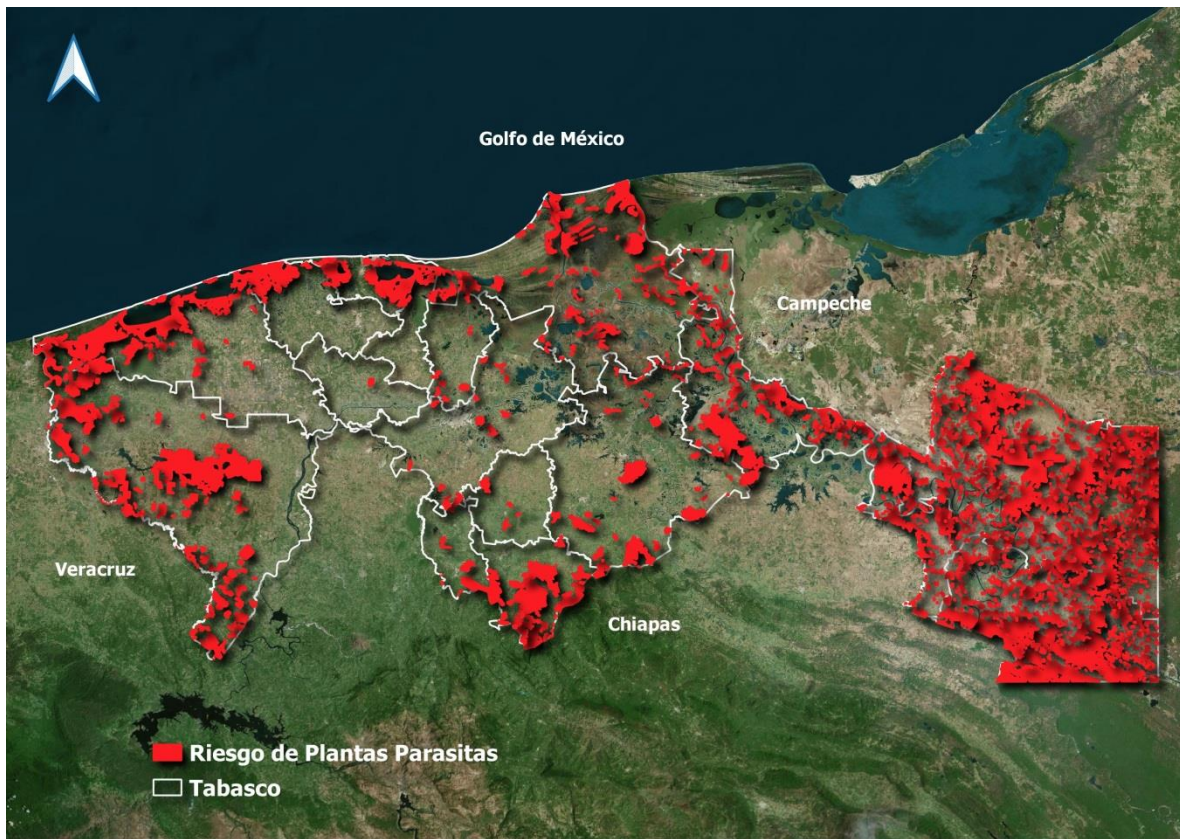 Golfo de México
Campeche
Veracruz
Chiapas
Riesgo de Plantas Parasitas
Tabasco